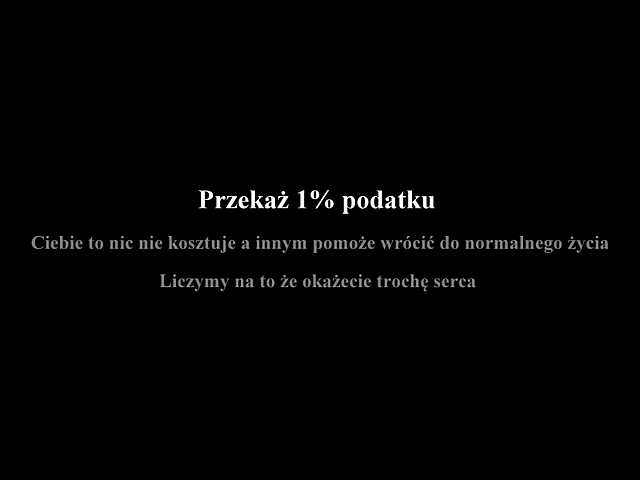 Przekaż 1% podatku
Ciebie to nic nie kosztuje a innym pomoże wrócić do normalnego życia
Liczymy na to że okażecie trochę serca